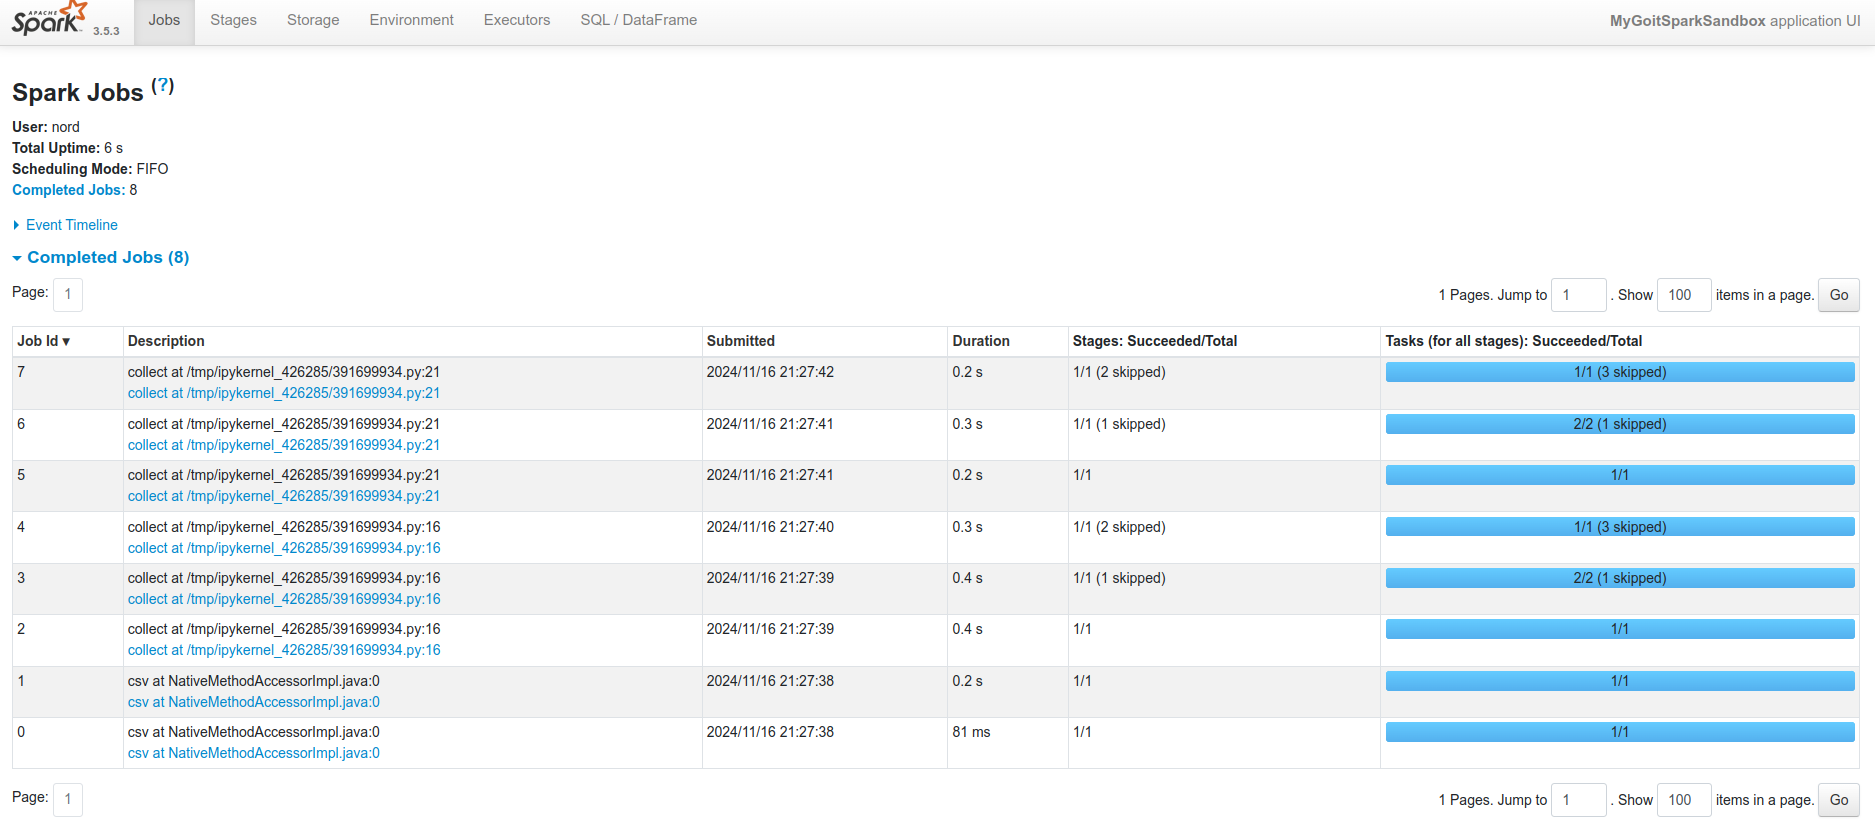 APACHE
Spark 3.5.3 Jobs Stages Storage Environment Executors SQL / DataFrame MyGoitSparkSandbox application UI
Spark Jobs (?)
User: nord
Total Uptime: 6 s
Scheduling Mode: FIFO
Completed Jobs: 8
Event Timeline
Completed Jobs (8)
Page: 1 1 Pages. Jump to 1 . Show 100 items in a page. Go
Job Id ▾ Description Submitted Duration Stages: Succeeded/Total Tasks (for all stages): Succeeded/Total
7 collect at /tmp/ipykernel_426285/391699934.py:21 2024/11/16 21:27:42 0.2 s 1/1 (2 skipped) 1/1 (3 skipped)
collect at /tmp/ipykernel_426285/391699934.py:21
6 collect at /tmp/ipykernel_426285/391699934.py:21 2024/11/16 21:27:41 0.3 s 1/1 (1 skipped) 2/2 (1 skipped)
collect at /tmp/ipykernel_426285/391699934.py:21
5 collect at /tmp/ipykernel_426285/391699934.py:21 2024/11/16 21:27:41 0.2 s 1/1 1/1
collect at /tmp/ipykernel_426285/391699934.py:21
4 collect at /tmp/ipykernel_426285/391699934.py:16 2024/11/16 21:27:40 0.3 s 1/1 (2 skipped) 1/1 (3 skipped)
collect at /tmp/ipykernel_426285/391699934.py:16
3 collect at /tmp/ipykernel_426285/391699934.py:16 2024/11/16 21:27:39 0.4 s 1/1 (1 skipped) 2/2 (1 skipped)
collect at /tmp/ipykernel_426285/391699934.py:16
2 collect at /tmp/ipykernel_426285/391699934.py:16 2024/11/16 21:27:39 0.4 s 1/1 1/1
collect at /tmp/ipykernel_426285/391699934.py:16
1 csv at NativeMethodAccessorImpl.java:0 2024/11/16 21:27:38 0.2 s 1/1 1/1
csv at NativeMethodAccessorImpl.java:0
0 csv at NativeMethodAccessorImpl.java:0 2024/11/16 21:27:38 81 ms 1/1 1/1
csv at NativeMethodAccessorImpl.java:0
Page: 1 1 Pages. Jump to 1 . Show 100 items in a page. Go